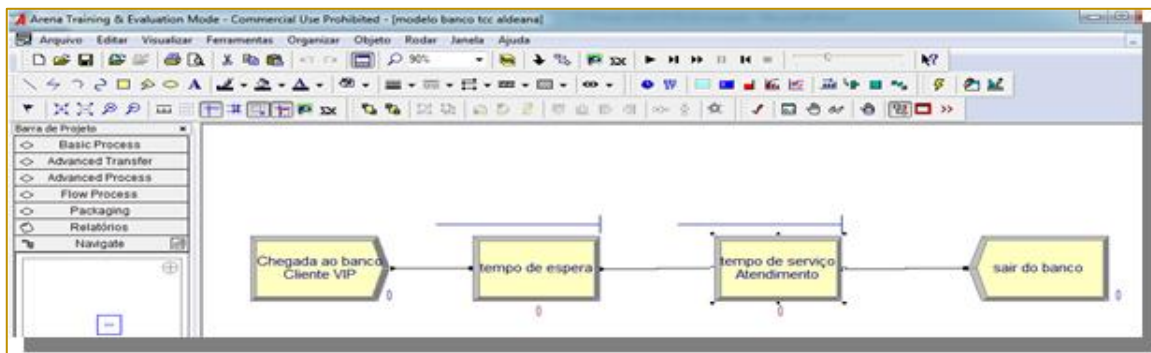 Arena Training & Evaluation Mode - Commercial Use Prohibited - [modelo banco tcc aldeana]
Arquivo Editar Visualizar Ferramentas Organizar Objeto Rodar Janela Ajuda
90%
Barra de Projeto
Basic Process
Advanced Transfer
Advanced Process
Flow Process
Packaging
Relatórios
Navigate
Chegada ao banco
Cliente VIP
0
tempo de espera
0
tempo de serviço
Atendimento
0
sair do banco
0